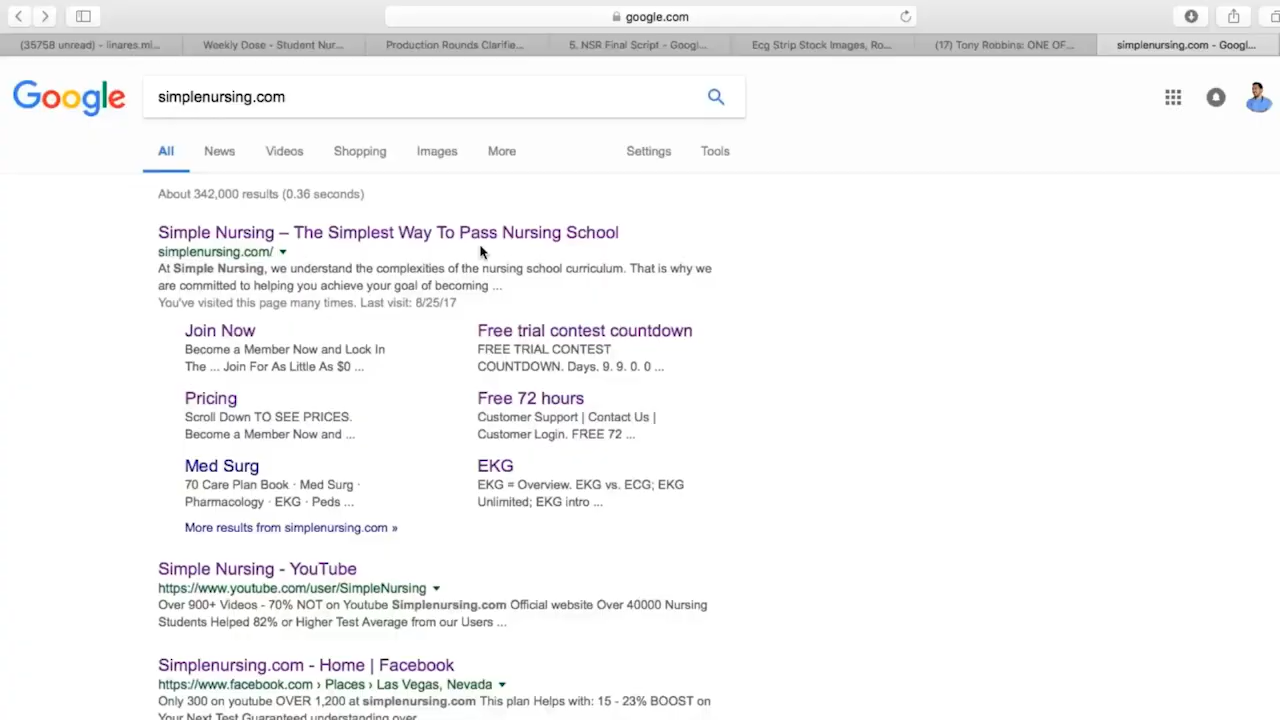 google.com
(35758 unread) - linares.ml...
Weekly Dose - Student Nur...
Production Rounds Clarifie...
5. NSR Final Script - Googl...
Ecg Strip Stock Images, Ro...
(17) Tony Robbins: ONE OF...
simplenursing.com - Googl...
Google
simplenursing.com
All News Videos Shopping Images More Settings Tools
About 342,000 results (0.36 seconds)
Simple Nursing – The Simplest Way To Pass Nursing School
simplenursing.com/
At Simple Nursing, we understand the complexities of the nursing school curriculum. That is why we
are committed to helping you achieve your goal of becoming ...
You've visited this page many times. Last visit: 8/25/17
Join Now
Become a Member Now and Lock In
The ... Join For As Little As $0 ...
Free trial contest countdown
FREE TRIAL CONTEST
COUNTDOWN. Days. 9. 9. 0. 0 ...
Pricing
Scroll Down TO SEE PRICES.
Become a Member Now and ...
Free 72 hours
Customer Support | Contact Us |
Customer Login. FREE 72 ...
Med Surg
70 Care Plan Book · Med Surg ·
Pharmacology · EKG · Peds ...
EKG
EKG = Overview. EKG vs. ECG; EKG
Unlimited; EKG intro ...
More results from simplenursing.com »
Simple Nursing - YouTube
https://www.youtube.com/user/SimpleNursing
Over 900+ Videos - 70% NOT on Youtube Simplenursing.com Official website Over 40000 Nursing
Students Helped 82% or Higher Test Average from our Users ...
Simplenursing.com - Home | Facebook
https://www.facebook.com › Places › Las Vegas, Nevada
Only 300 on youtube OVER 1,200 at simplenursing.com This plan Helps with: 15 - 23% BOOST on
Your Next Test Guaranteed understanding over